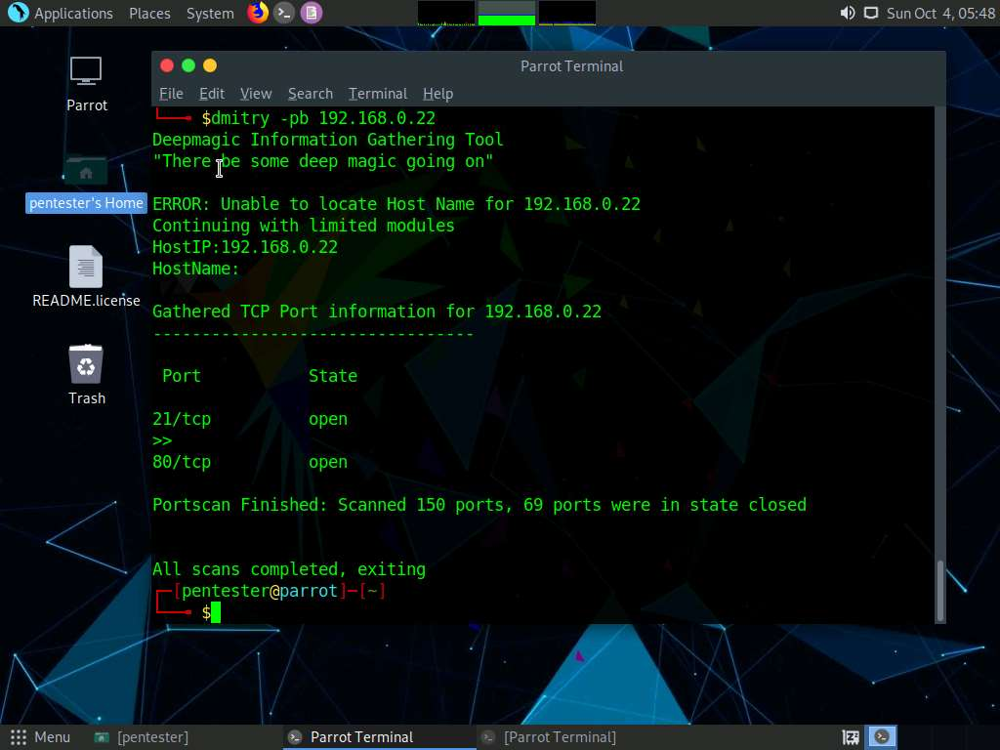 Applications Places System Sun Oct 4, 05:48
Parrot
pentester's Home
README.license
Trash
Parrot Terminal
File Edit View Search Terminal Help
$dmitry -pb 192.168.0.22
Deepmagic Information Gathering Tool
"There be some deep magic going on"
ERROR: Unable to locate Host Name for 192.168.0.22
Continuing with limited modules
HostIP:192.168.0.22
HostName:
Gathered TCP Port information for 192.168.0.22
---------------------------------
Port State
21/tcp open
>>
80/tcp open
Portscan Finished: Scanned 150 ports, 69 ports were in state closed
All scans completed, exiting
[pentester@parrot]─[~]
$
Menu [pentester] Parrot Terminal [Parrot Terminal]